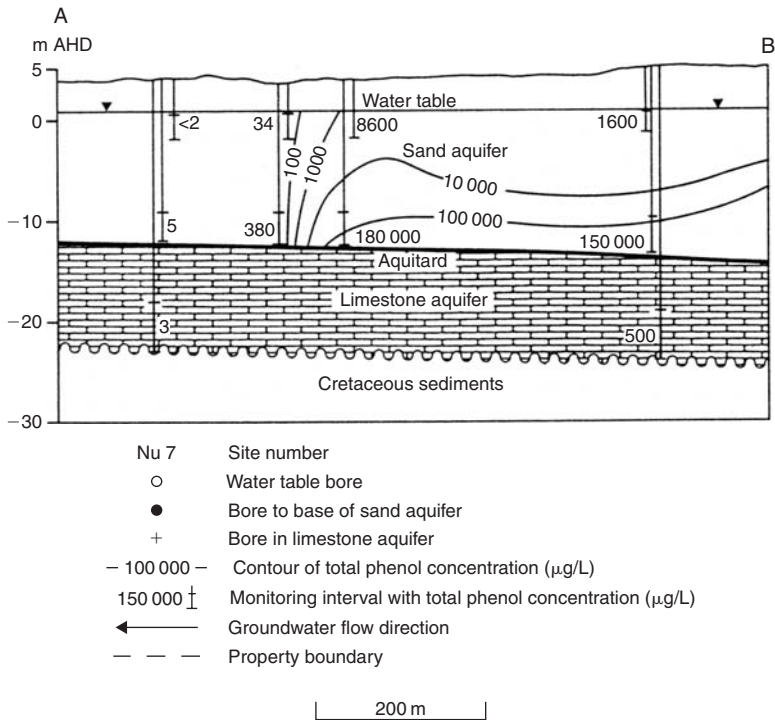 A
B
m AHD
5
0
−10
−20
−30
Water table
<2
34
8600
1600
100
1000
Sand aquifer
10 000
100 000
5
380
180 000
150 000
Aquitard
Limestone aquifer
3
500
Cretaceous sediments
Nu 7 Site number
Water table bore
Bore to base of sand aquifer
Bore in limestone aquifer
− 100 000 − Contour of total phenol concentration (μg/L)
150 000 Monitoring interval with total phenol concentration (μg/L)
Groundwater flow direction
Property boundary
200 m